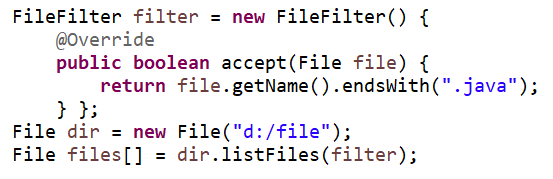 FileFilter filter = new FileFilter() {
    @Override
    public boolean accept(File file) {
        return file.getName().endsWith(".java");
    } };
File dir = new File("d:/file");
File files[] = dir.listFiles(filter);